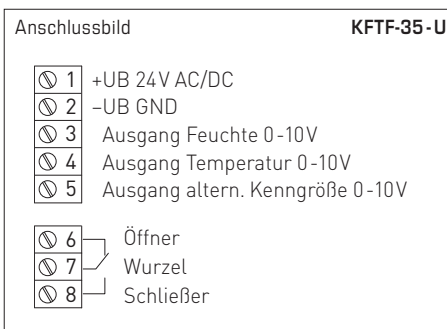 Anschlussbild KFTF-35-U
1 +UB 24V AC/DC
2 –UB GND
3 Ausgang Feuchte 0-10V
4 Ausgang Temperatur 0-10V
5 Ausgang altern. Kenngröße 0-10V
6 Öffner
7 Wurzel
8 Schließer